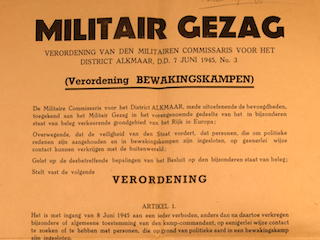 MILITAIR GEZAG
VERORDENING VAN DEN MILITAIREN COMMISSARIS VOOR HET
DISTRICT ALKMAAR, D.D. 7 JUNI 1945, No. 3
(Verordening BEWAKINGSKAMPEN)
De Militaire Commissaris voor het District ALKMAAR, mede uitoefenende de bevoegdheden,
toegekend aan het Militair Gezag in het vorengenoemde gedeelte van het in bijzonderen
staat van beleg verkeerende grondgebied van het Rijk in Europa;
Overwegende, dat de veiligheid van den Staat vordert, dat personen, die om politieke
redenen zijn aangehouden en in bewakingskampen zijn ingesloten, op geenerlei wijze
contact kunnen verkrijgen met de buitenwereld;
Gelet op de desbetreffende bepalingen van het Besluit op den bijzonderen staat van beleg;
Stelt vast de volgende
VERORDENING
ARTIKEL 1.
Het is met ingang van 8 Juni 1945 aan ieder verboden, anders dan na daartoe verkregen
bijzondere of algemeene toestemming van den kamp-commandant, op eenigerlei wijze contact
te zoeken of te hebben met personen, die op grond van politieke aard in een bewakingskamp
zijn ingesloten.